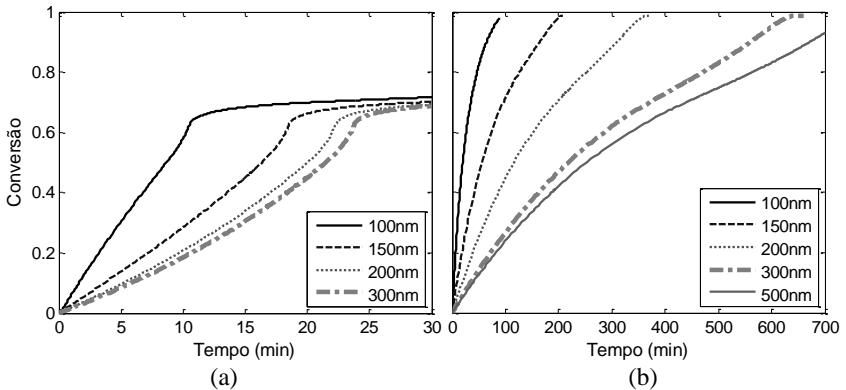 1
0.8
0.6
0.4
0.2
0
Conversão
0 5 10 15 20 25 30
Tempo (min)
100nm
150nm
200nm
300nm
(a)
0 100 200 300 400 500 600 700
Tempo (min)
100nm
150nm
200nm
300nm
500nm
(b)